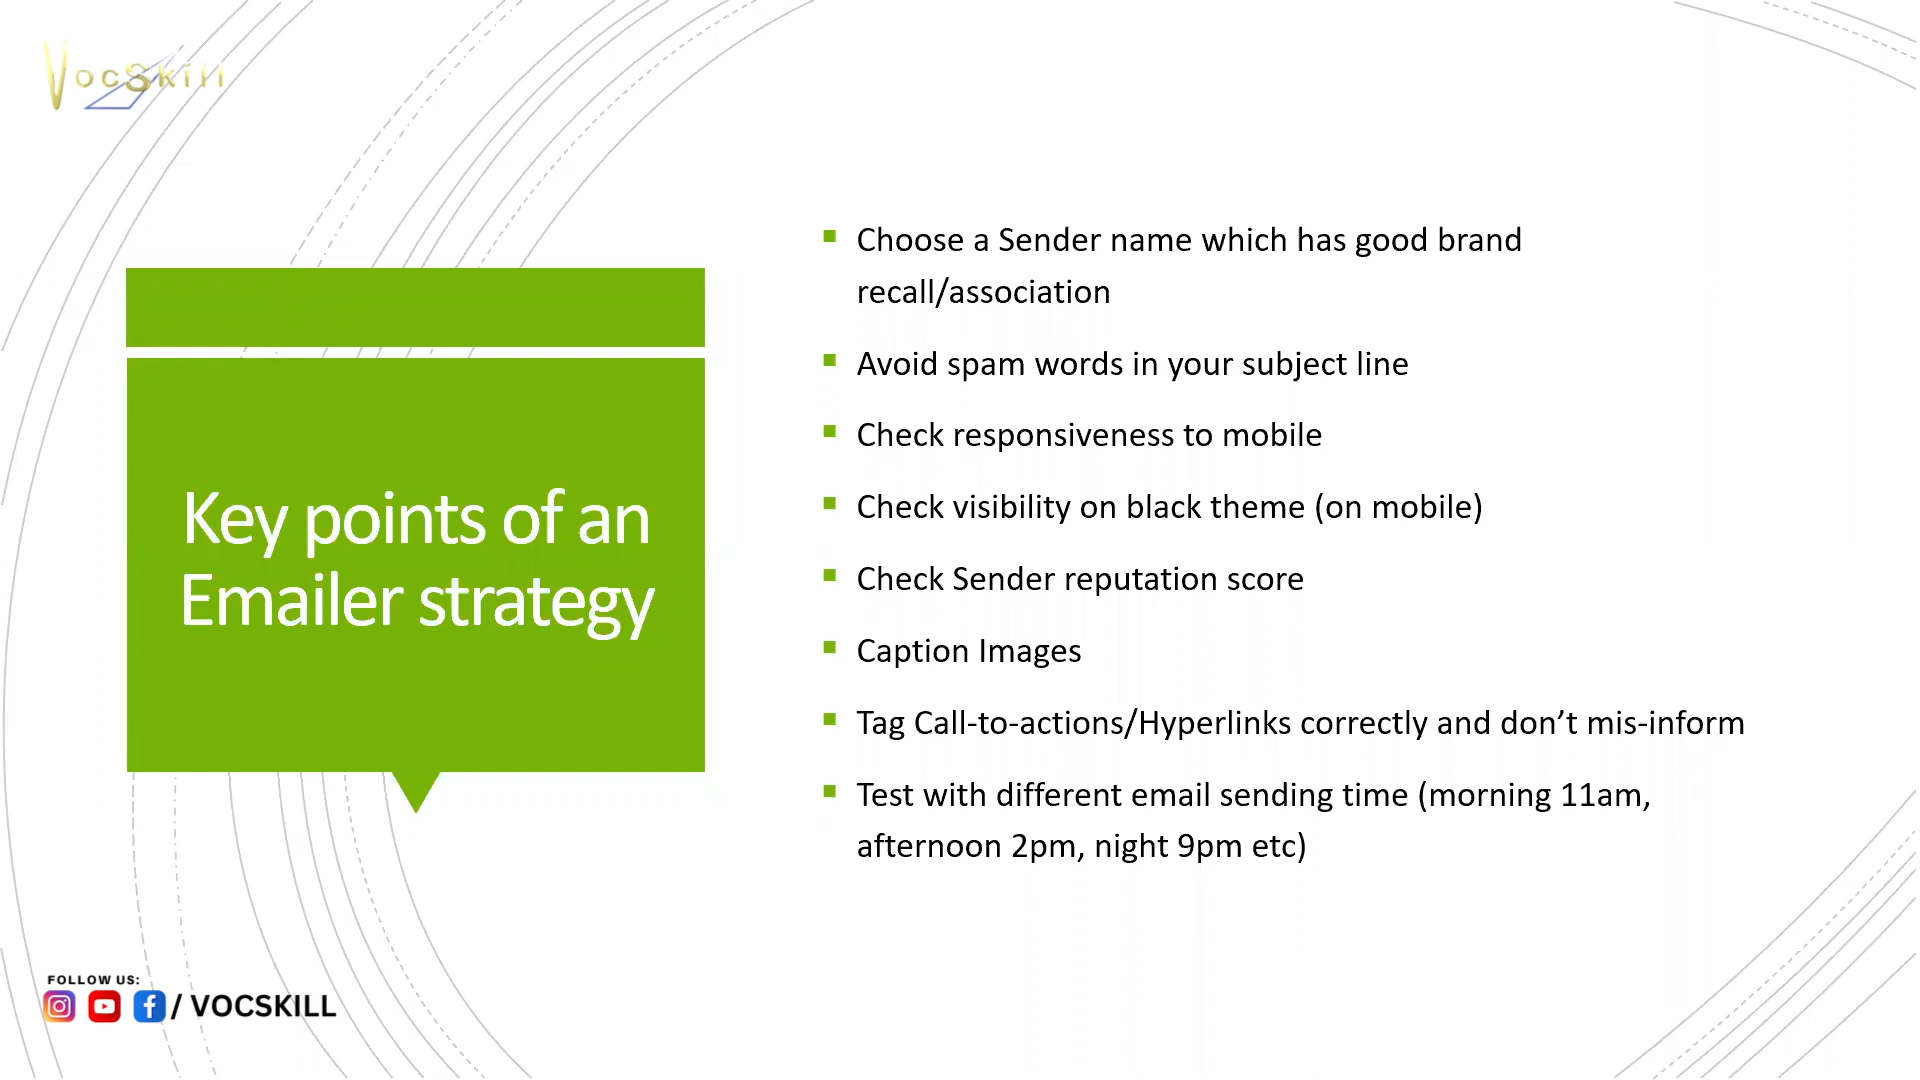 VocSkill
Key points of an
Emailer strategy
Choose a Sender name which has good brand
recall/association
Avoid spam words in your subject line
Check responsiveness to mobile
Check visibility on black theme (on mobile)
Check Sender reputation score
Caption Images
Tag Call-to-actions/Hyperlinks correctly and don’t mis-inform
Test with different email sending time (morning 11am,
afternoon 2pm, night 9pm etc)
FOLLOW US:
/ VOCSKILL